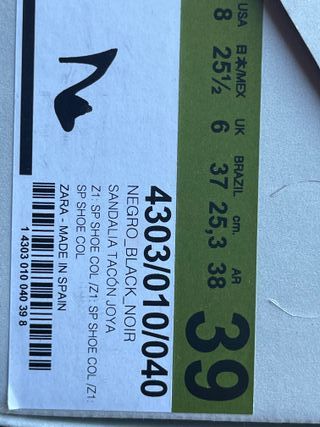 USA 日本/MEX UK BRAZIL cm. AR
8 25½ 6 37 25,3 38
39
4303/010/040
NEGRO_BLACK_NOIR
SANDALIA TACÓN JOYA
Z1: SP SHOE COL /Z1: SP SHOE COL /Z1:
SP SHOE COL
ZARA - MADE IN SPAIN
1 4303 010 040 39 8